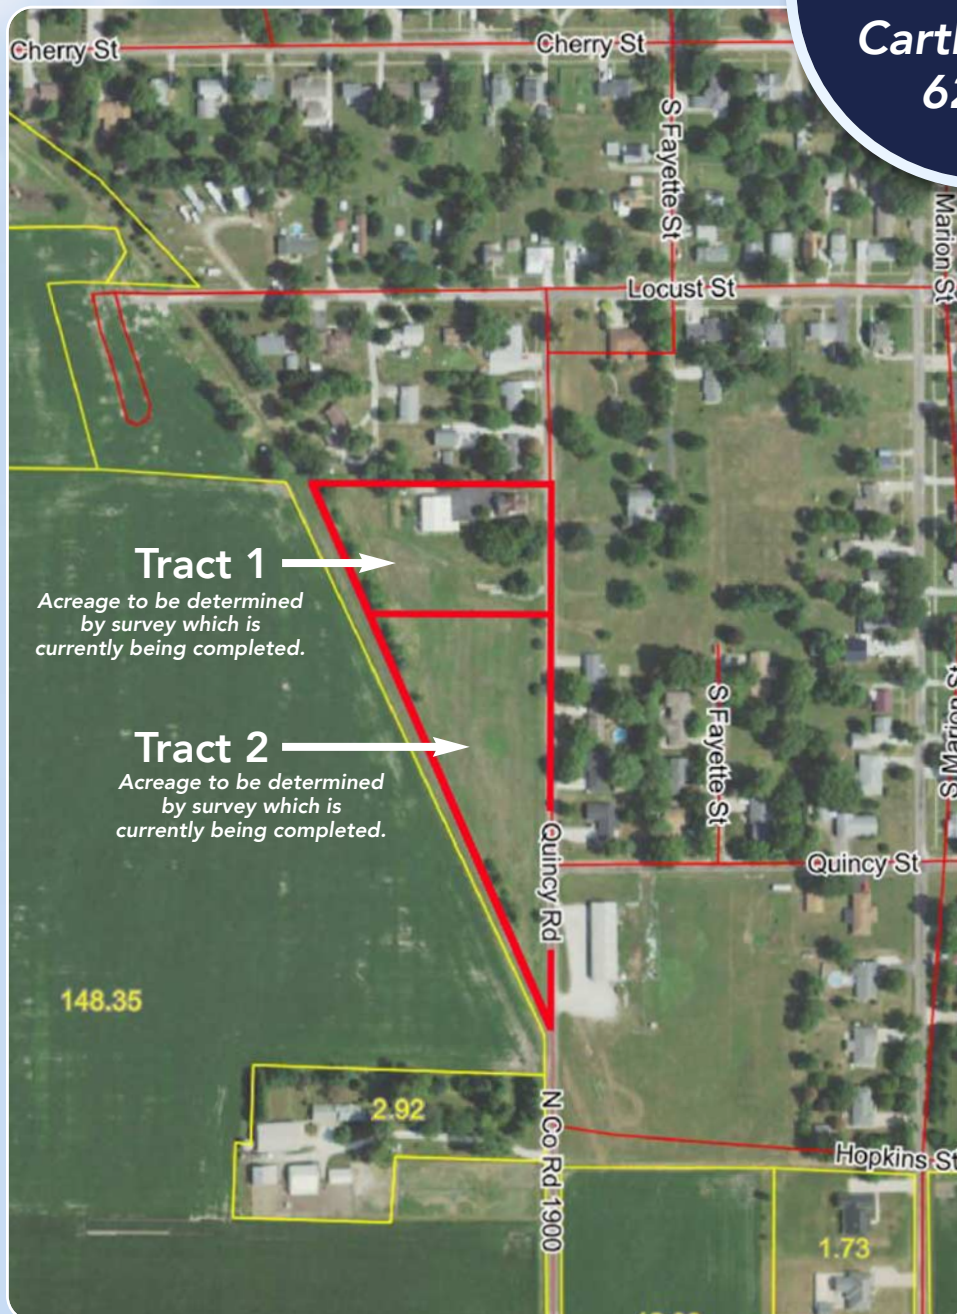 Cherry St
Cherry St
S Fayette St
Marion St
Locust St
Tract 1
Acreage to be determined
by survey which is
currently being completed.
Tract 2
Acreage to be determined
by survey which is
currently being completed.
S Fayette St
S Marion St
Quincy Rd
Quincy St
148.35
2.92
N Co Rd 1900
Hopkins St
1.73